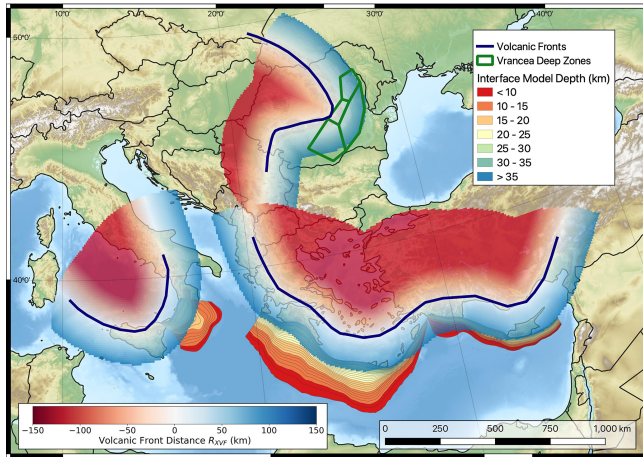 10°0' 20°0' 30°0' 40°0'
50°0'
40°0'
Volcanic Fronts
Vrancea Deep Zones
Interface Model Depth (km)
< 10
10 - 15
15 - 20
20 - 25
25 - 30
30 - 35
> 35
−150 −100 −50 0 50 100 150
Volcanic Front Distance R_XVF (km)
0 250 500 750 1,000 km